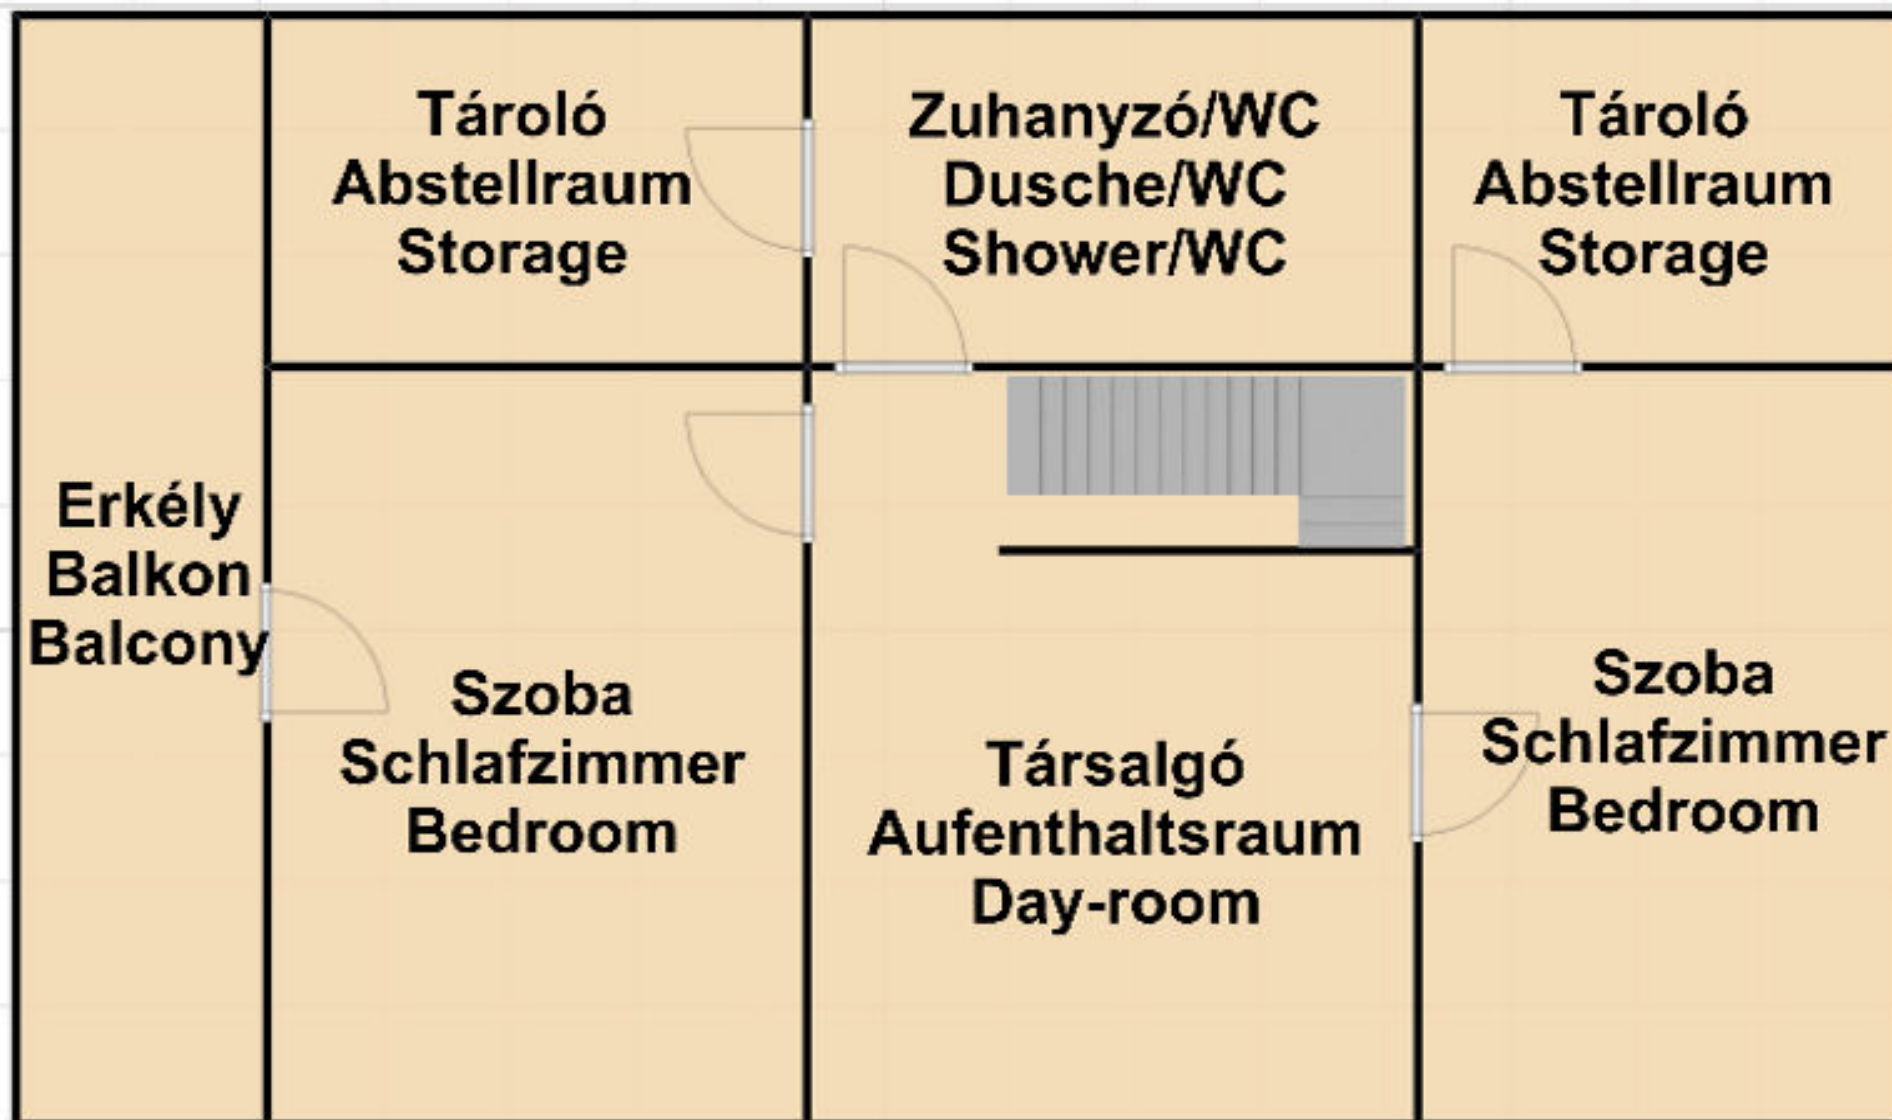 Tároló
Abstellraum
Storage
Zuhanyzó/WC
Dusche/WC
Shower/WC
Tároló
Abstellraum
Storage
Erkély
Balkon
Balcony
Szoba
Schlafzimmer
Bedroom
Társalgó
Aufenthaltsraum
Day-room
Szoba
Schlafzimmer
Bedroom